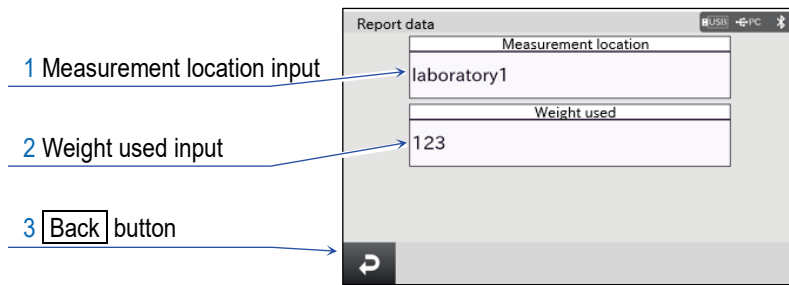 Report data
USB PC
Measurement location
1 Measurement location input
laboratory1
Weight used
2 Weight used input
123
3 Back button